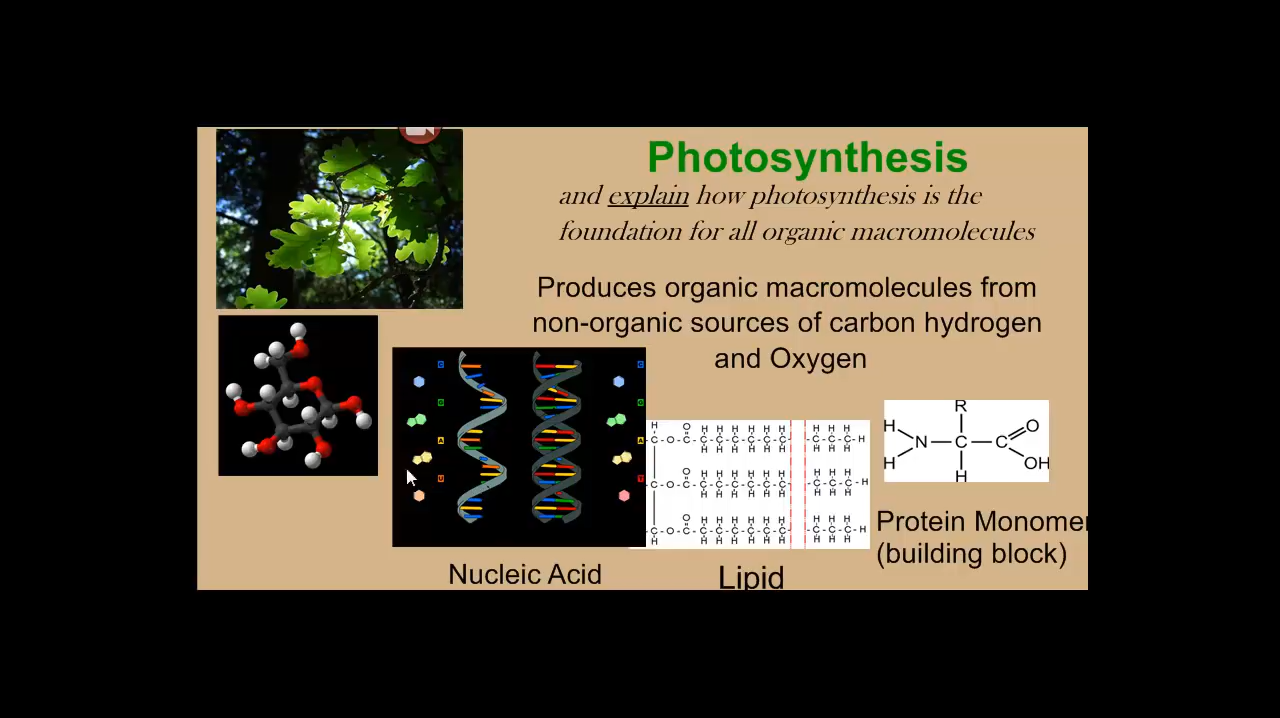 Photosynthesis
and explain how photosynthesis is the
foundation for all organic macromolecules
Produces organic macromolecules from
non-organic sources of carbon hydrogen
and Oxygen
C
G
A
U
C
G
A
T
H O H H H H H H H H H
C-O-C-C-C-C-C-C-C- -C-C-C-H
H H H H H H H H H
O H H H H H H H H H
C-O-C-C-C-C-C-C-C- -C-C-C-H
H H H H H H H H H
O H H H H H H H H H
C-O-C-C-C-C-C-C-C- -C-C-C-H
H H H H H H H H H
R
H O
N C C
H H OH
Protein Monomer
(building block)
Nucleic Acid
Lipid